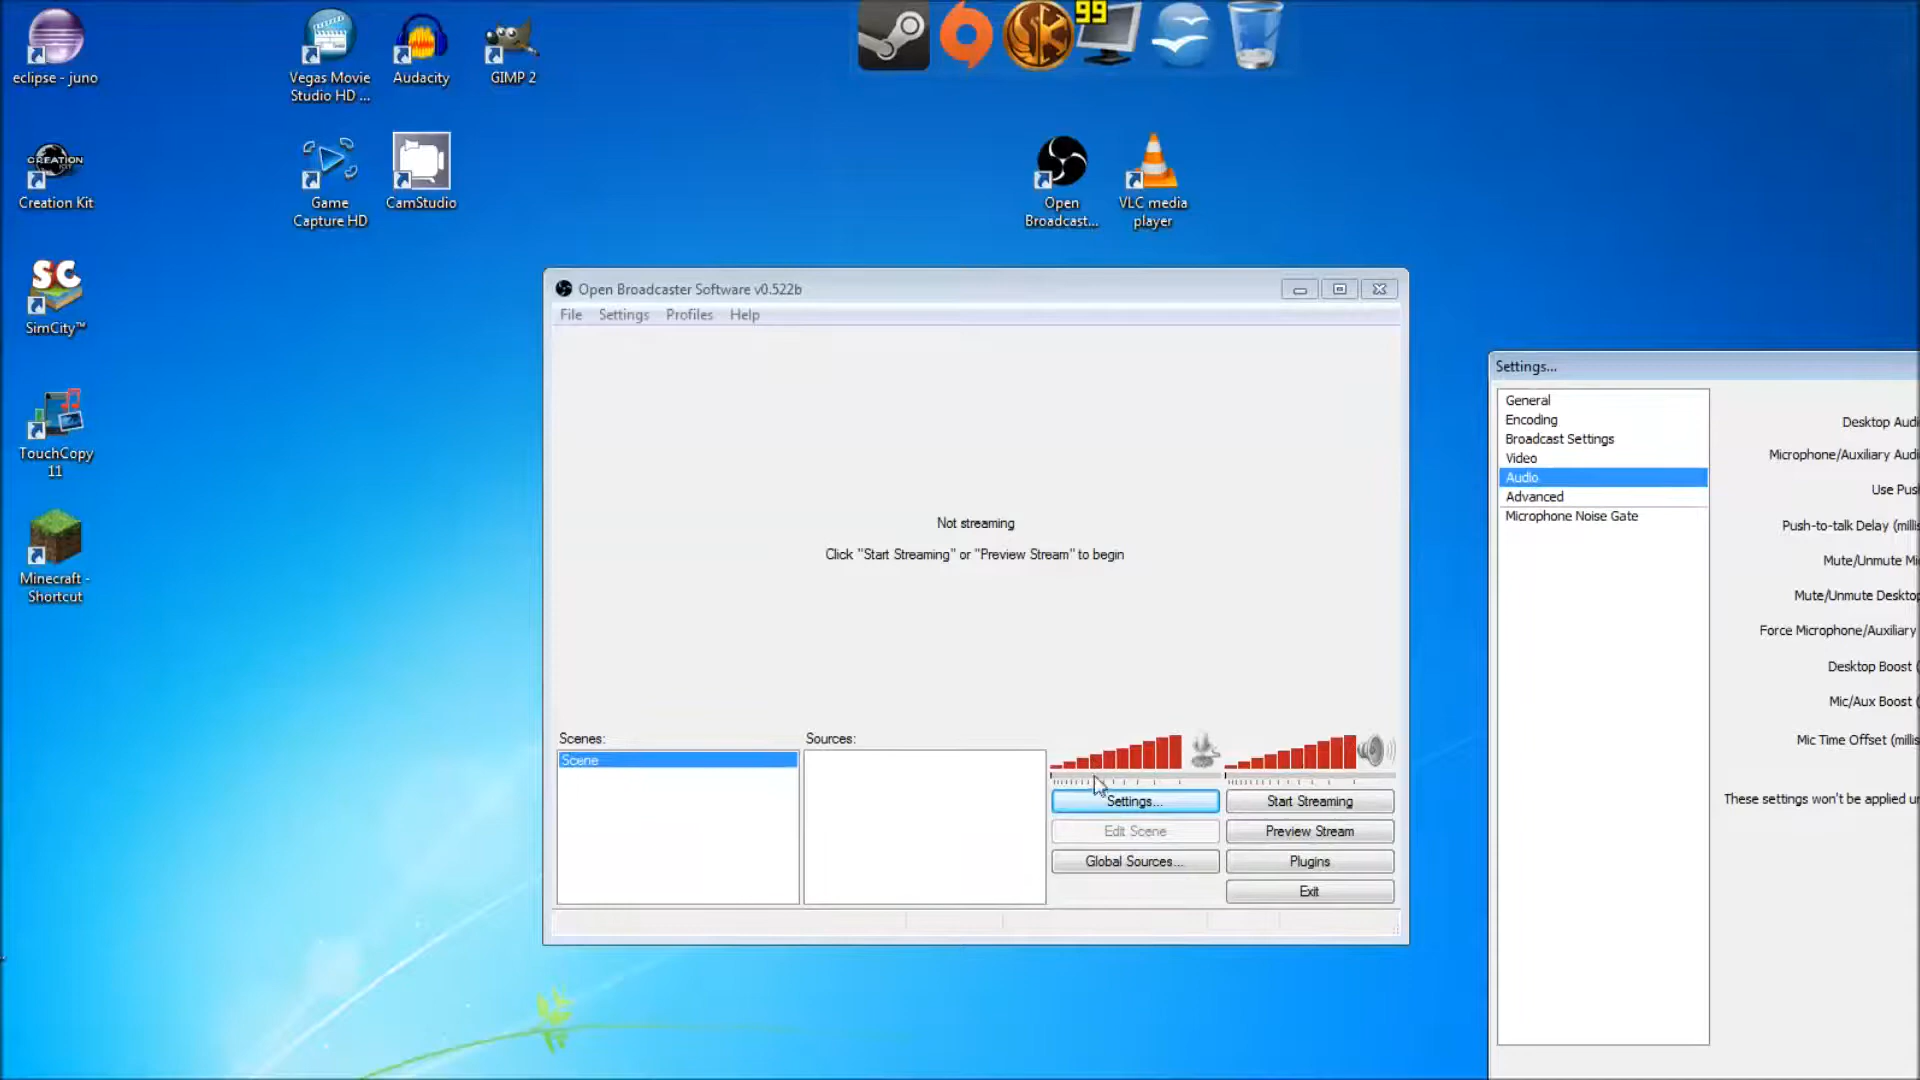 eclipse - juno
Vegas Movie
Studio HD ...
Audacity
GIMP 2
99
CREATION
KIT
Creation Kit
Game
Capture HD
CamStudio
Open
Broadcast...
VLC media
player
SC
SimCity™
TouchCopy
11
Minecraft -
Shortcut
Open Broadcaster Software v0.522b
File
Settings
Profiles
Help
Not streaming
Click "Start Streaming" or "Preview Stream" to begin
Scenes:
Scene
Sources:
Settings...
Start Streaming
Edit Scene
Preview Stream
Global Sources...
Plugins
Exit
Settings...
General
Encoding
Broadcast Settings
Video
Audio
Advanced
Microphone Noise Gate
Desktop Audi
Microphone/Auxiliary Audi
Use Pus
Push-to-talk Delay (millis
Mute/Unmute Mi
Mute/Unmute Deskto
Force Microphone/Auxiliary
Desktop Boost (
Mic/Aux Boost (
Mic Time Offset (millis
These settings won't be applied u